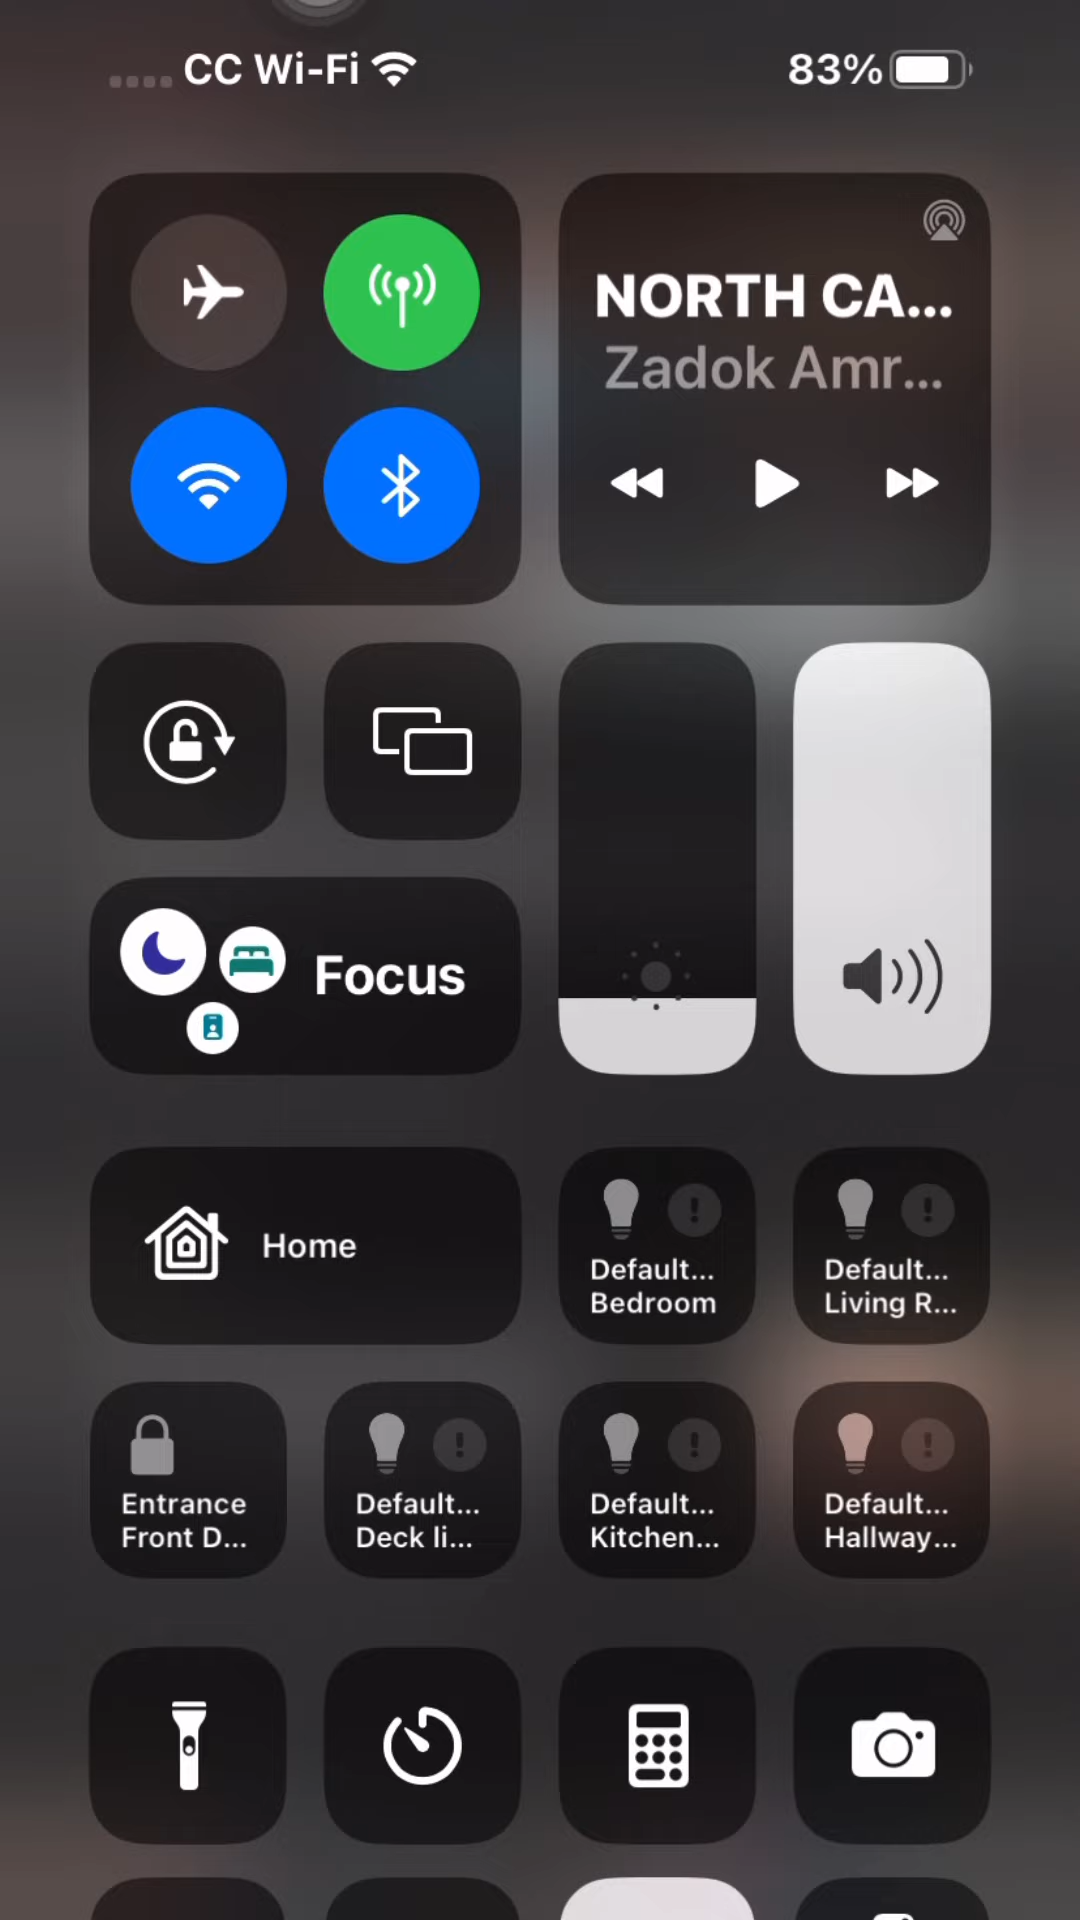 CC Wi-Fi
83%
NORTH CA...
Zadok Amr...
Focus
Home
Default...
Bedroom
Default...
Living R...
Entrance
Front D...
Default...
Deck li...
Default...
Kitchen...
Default...
Hallway...